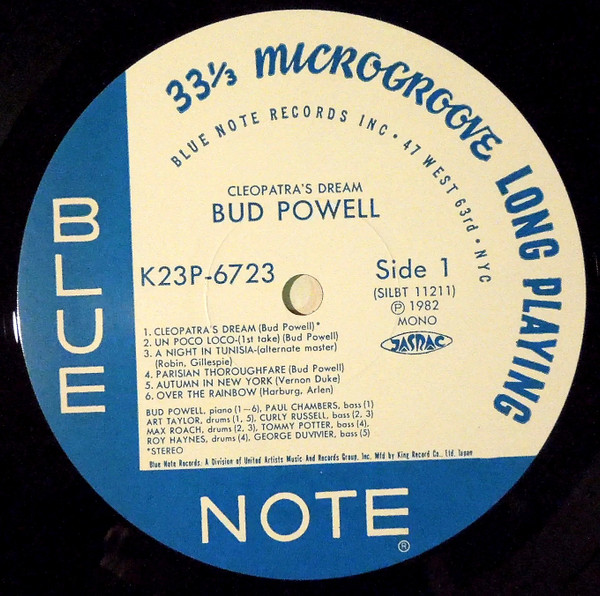 33⅓ MICROGROOVE LONG PLAYING
BLUE NOTE RECORDS INC • 47 WEST 63rd • NYC
CLEOPATRA'S DREAM
BUD POWELL
K23P-6723
Side 1
(SILBT 11211)
Ⓟ 1982
MONO
JASRAC
1. CLEOPATRA'S DREAM (Bud Powell)*
2. UN POCO LOCO-(1st take) (Bud Powell)
3. A NIGHT IN TUNISIA-(alternate master)
(Robin, Gillespie)
4. PARISIAN THOROUGHFARE (Bud Powell)
5. AUTUMN IN NEW YORK (Vernon Duke)
6. OVER THE RAINBOW (Harburg, Arlen)
BUD POWELL, piano (1—6), PAUL CHAMBERS, bass (1)
ART TAYLOR, drums (1, 5), CURLY RUSSELL, bass (2, 3)
MAX ROACH, drums (2, 3), TOMMY POTTER, bass (4),
ROY HAYNES, drums (4), GEORGE DUVIVIER, bass (5)
*STEREO
Blue Note Records, A Division of United Artists Music And Records Group, Inc. Mfd by King Record Co., Ltd. Japan
BLUE
NOTE
®